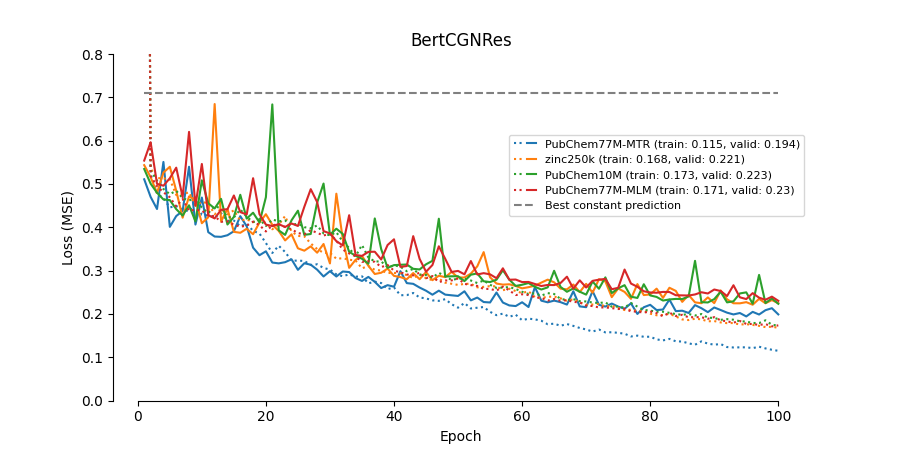 BertCGNRes
0.8
0.7
0.6
0.5
0.4
0.3
0.2
0.1
0.0
Loss (MSE)
PubChem77M-MTR (train: 0.115, valid: 0.194)
zinc250k (train: 0.168, valid: 0.221)
PubChem10M (train: 0.173, valid: 0.223)
PubChem77M-MLM (train: 0.171, valid: 0.23)
Best constant prediction
0 20 40 60 80 100
Epoch